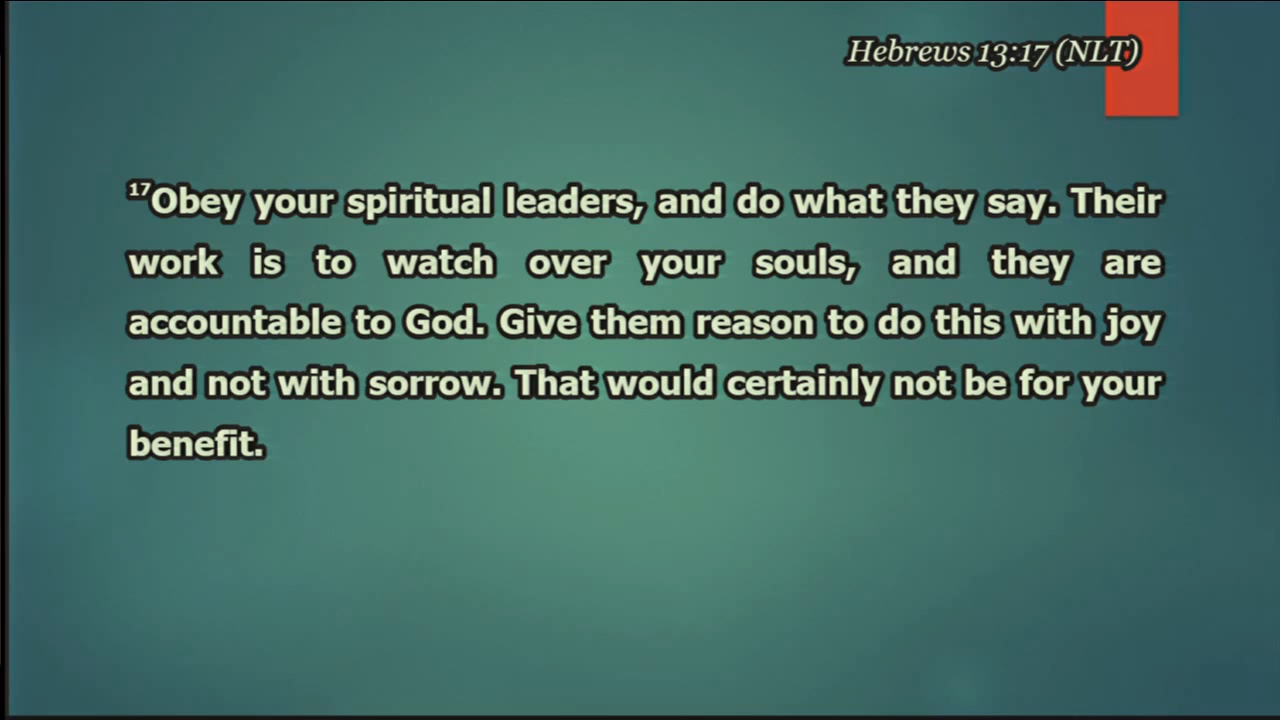 Hebrews 13:17 (NLT)
¹⁷Obey your spiritual leaders, and do what they say. Their
work is to watch over your souls, and they are
accountable to God. Give them reason to do this with joy
and not with sorrow. That would certainly not be for your
benefit.